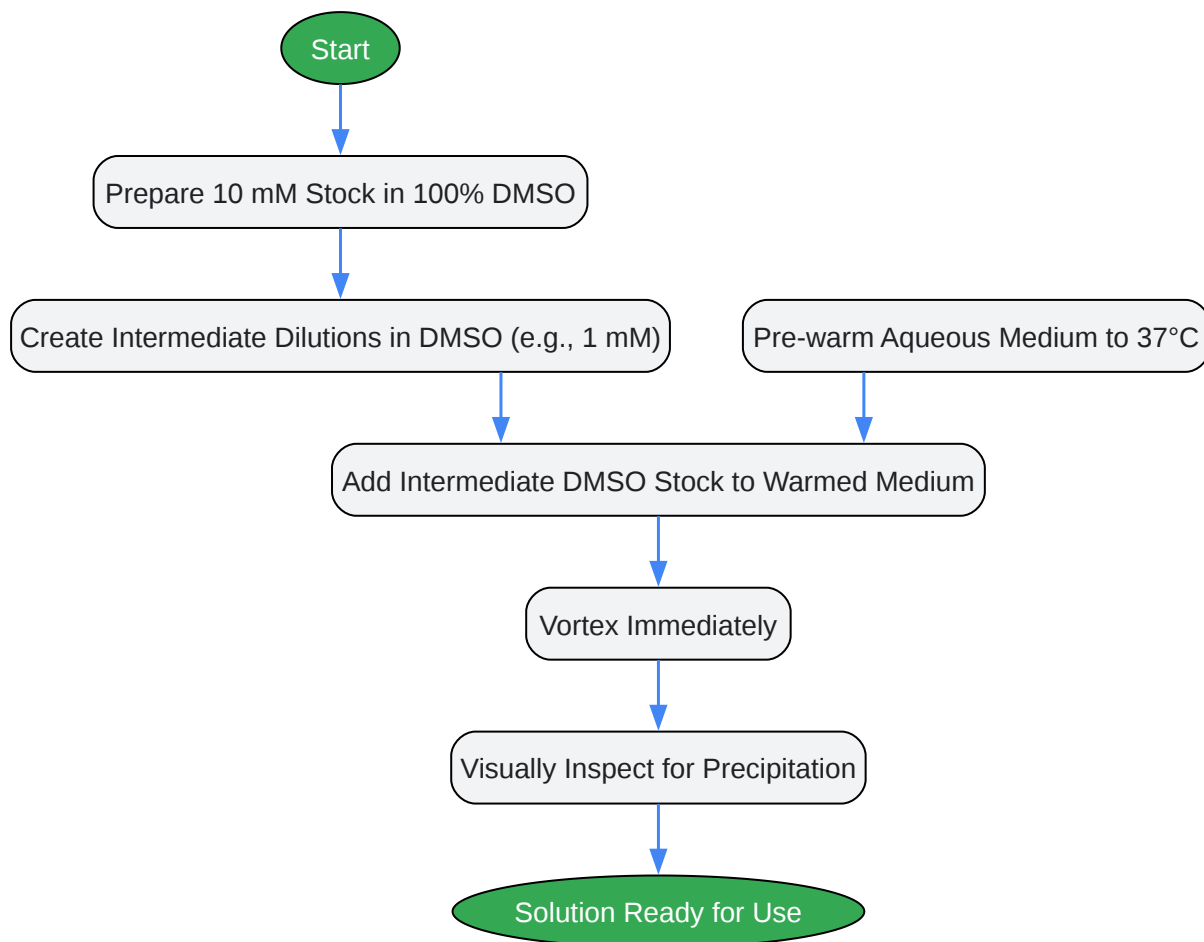 Start
Prepare 10 mM Stock in 100% DMSO
Create Intermediate Dilutions in DMSO (e.g., 1 mM)
Pre-warm Aqueous Medium to 37°C
Add Intermediate DMSO Stock to Warmed Medium
Vortex Immediately
Visually Inspect for Precipitation
Solution Ready for Use